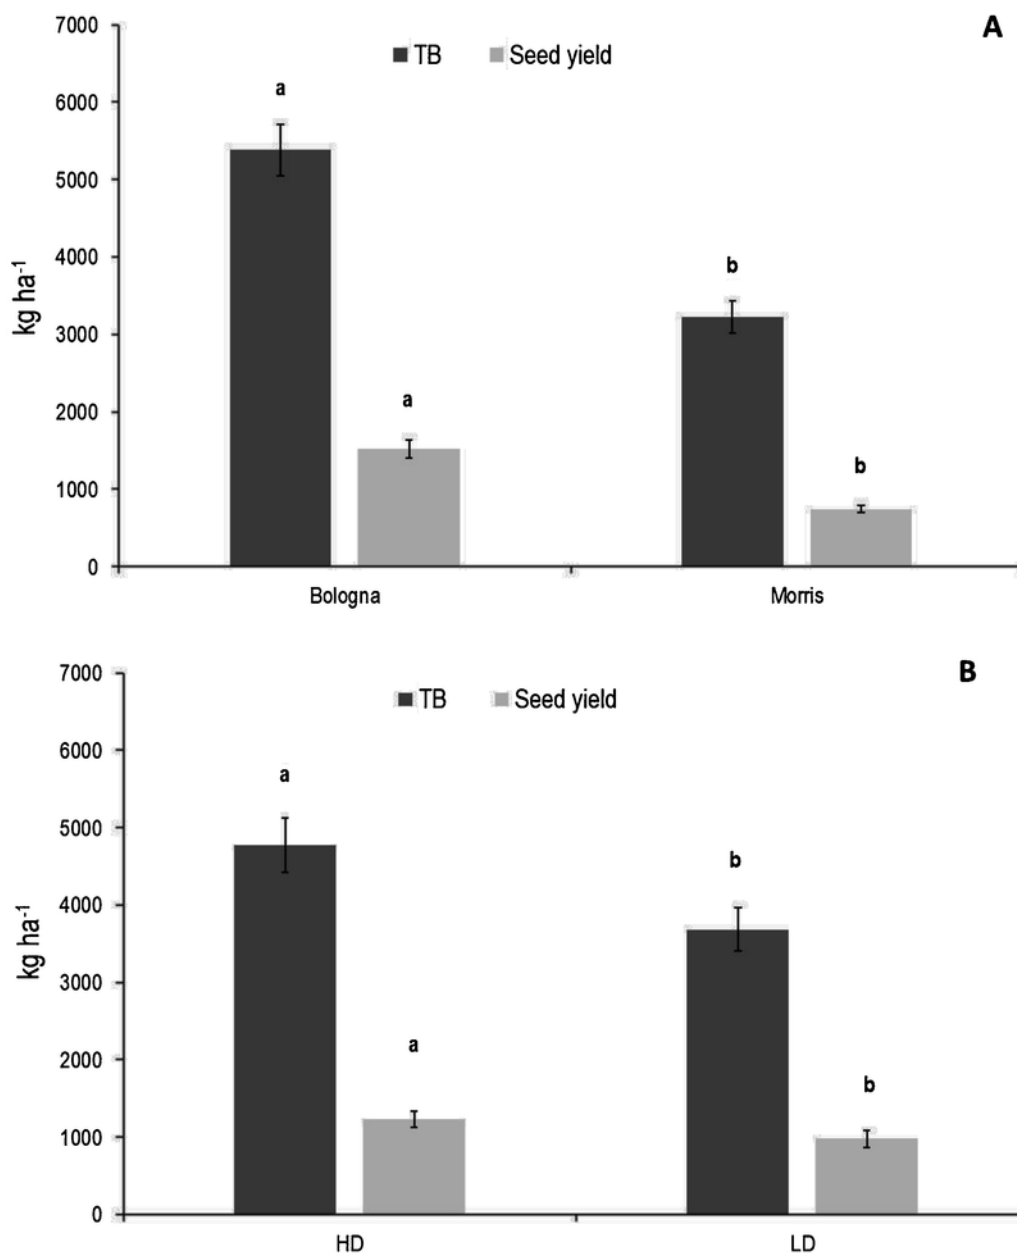 A
TB Seed yield
7000
6000
5000
4000
3000
2000
1000
0
kg ha-1
a
a
b
b
Bologna Morris
B
TB Seed yield
7000
6000
5000
4000
3000
2000
1000
0
kg ha-1
a
a
b
b
HD LD